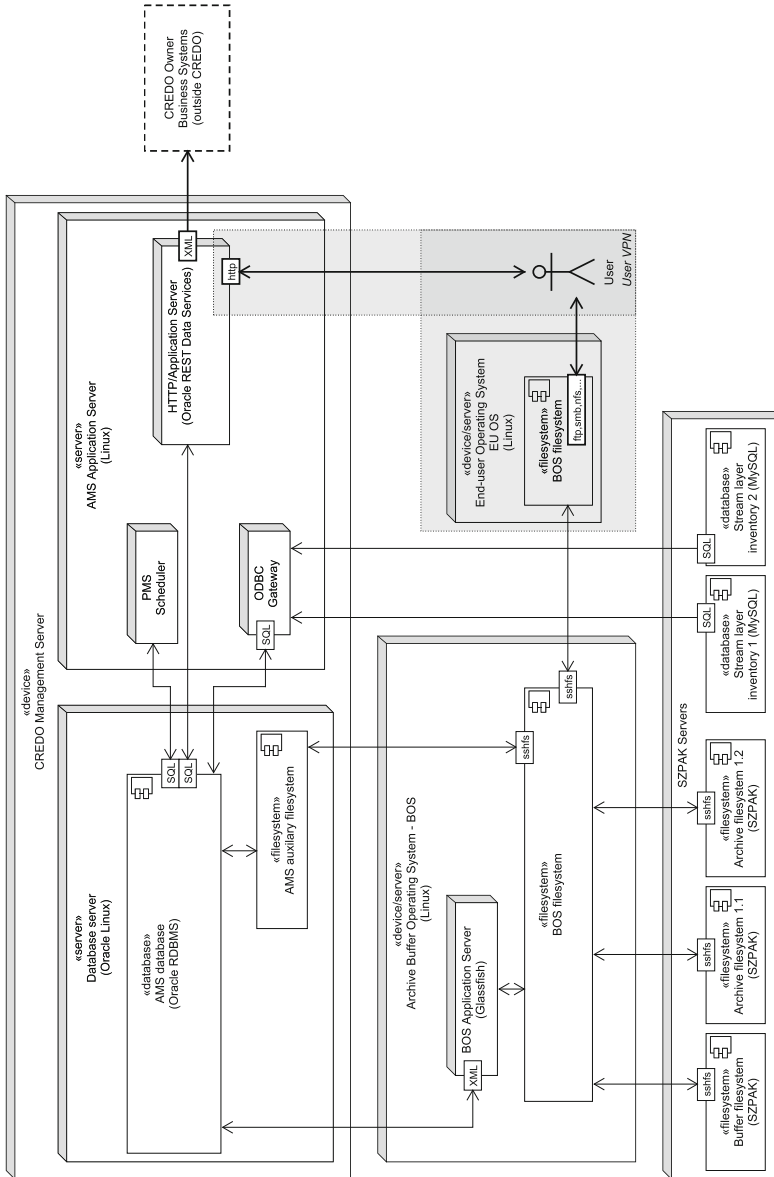 «device»
CREDO Management Server
«server»
Database server
(Oracle Linux)
«database»
AMS database
(Oracle RDBMS)
SQL
SQL
«filesystem»
AMS auxilary filesystem
«server»
AMS Application Server
(Linux)
PMS
Scheduler
ODBC
Gateway
SQL
HTTP/Application Server
(Oracle REST Data Services)
XML
http
CREDO Owner
Business Systems
(outside CREDO)
«device/server»
Archive Buffer Operating System - BOS
(Linux)
BOS Application Server
(Glassfish)
XML
«filesystem»
BOS filesystem
sshfs
sshfs
«device/server»
End-user Operating System
EU OS
(Linux)
«filesystem»
BOS filesystem
ftp,smb,nfs,...
User
User VPN
SZPAK Servers
sshfs
«filesystem»
Buffer filesystem
(SZPAK)
sshfs
«filesystem»
Archive filesystem 1.1
(SZPAK)
sshfs
«filesystem»
Archive filesystem 1.2
(SZPAK)
SQL
«database»
Stream layer
inventory 1 (MySQL)
SQL
«database»
Stream layer
inventory 2 (MySQL)